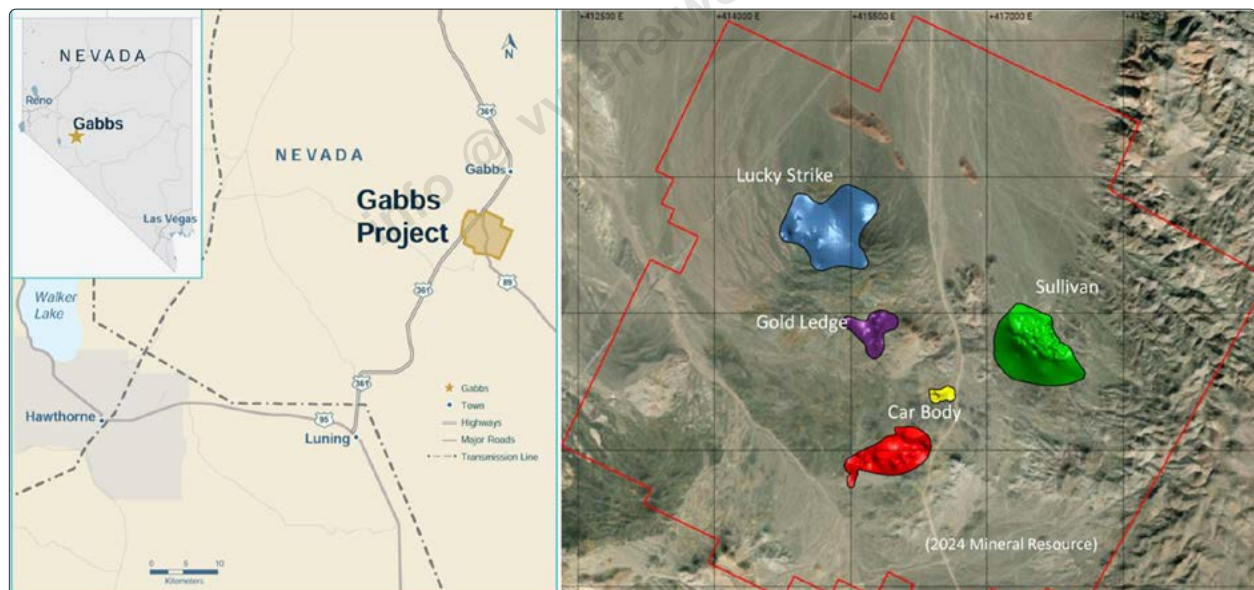 NEVADA
Reno
Gabbs
Las Vegas
N
361
NEVADA
Gabbs
Gabbs
Project
361
89
Walker
Lake
361
Hawthorne
95
Luning
Gabbs
Town
Highways
Major Roads
Transmission Line
0 5 10
Kilometers
+412500 E
+414000 E
+415500 E
+417000 E
Lucky Strike
Sullivan
Gold Ledge
Car Body
(2024 Mineral Resource)